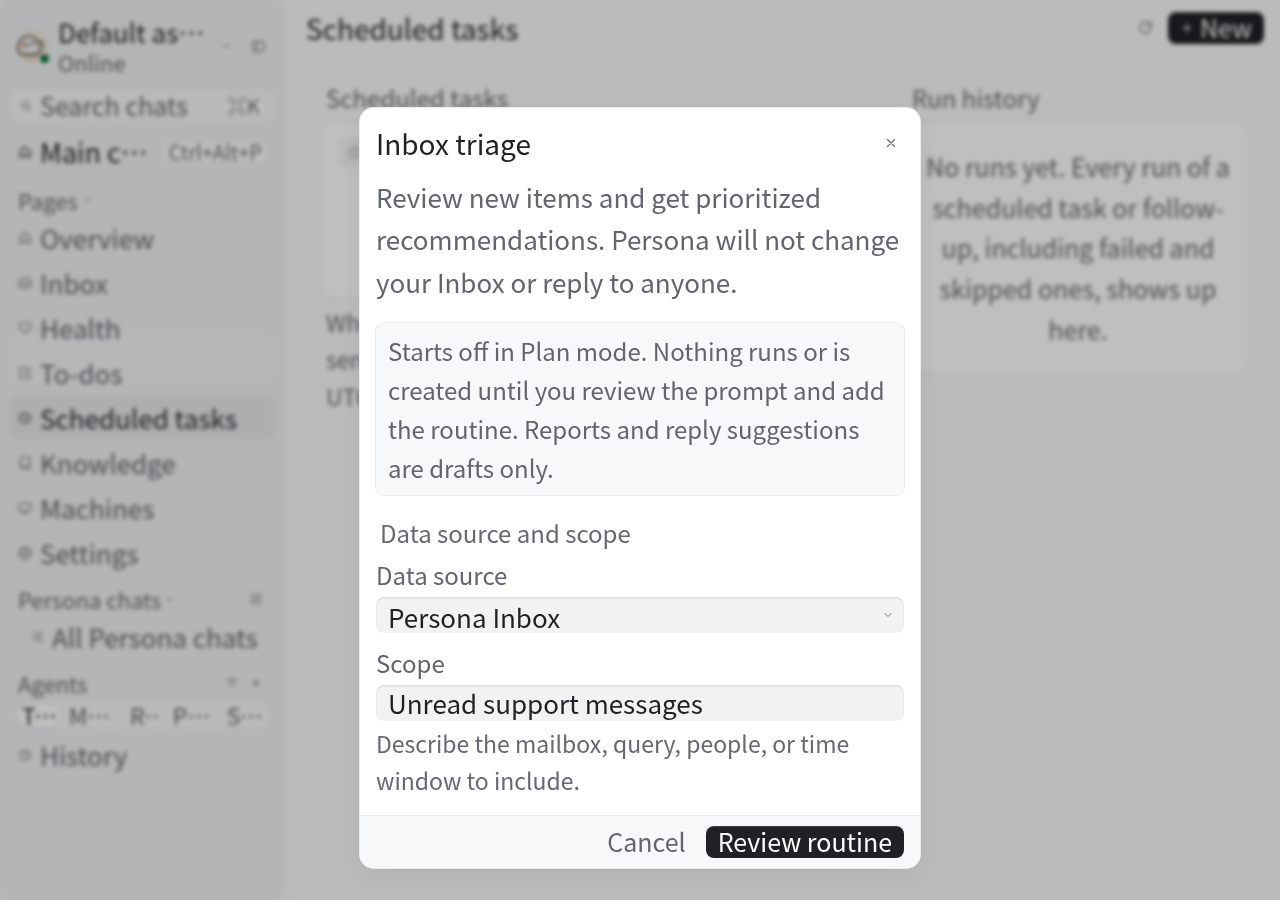 Default as···
Online
Search chats ⌘K
Main c··· Ctrl+Alt+P
Pages
Overview
Inbox
Health
To-dos
Scheduled tasks
Knowledge
Machines
Settings
Persona chats
All Persona chats
Agents
T··· M··· R·· P··· S···
History
Scheduled tasks
+ New
Scheduled tasks
Run history
No runs yet. Every run of a
scheduled task or follow-
up, including failed and
skipped ones, shows up
here.
Inbox triage
Review new items and get prioritized
recommendations. Persona will not change
your Inbox or reply to anyone.
Starts off in Plan mode. Nothing runs or is
created until you review the prompt and add
the routine. Reports and reply suggestions
are drafts only.
Data source and scope
Data source
Persona Inbox
Scope
Unread support messages
Describe the mailbox, query, people, or time
window to include.
Cancel
Review routine